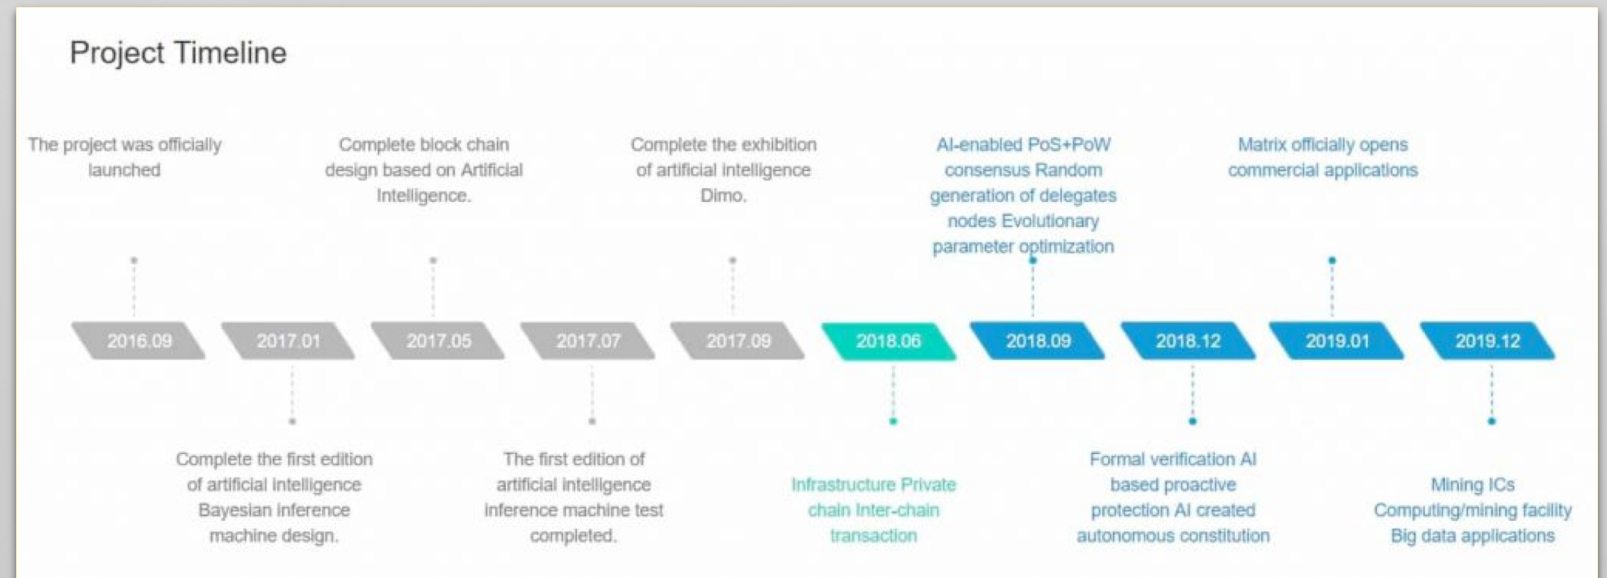 Project Timeline
The project was officially
launched
Complete block chain
design based on Artificial
Intelligence.
Complete the exhibition
of artificial intelligence
Dimo.
AI-enabled PoS+PoW
consensus Random
generation of delegates
nodes Evolutionary
parameter optimization
Matrix officially opens
commercial applications
2016.09
2017.01
2017.05
2017.07
2017.09
2018.06
2018.09
2018.12
2019.01
2019.12
Complete the first edition
of artificial intelligence
Bayesian inference
machine design.
The first edition of
artificial intelligence
inference machine test
completed.
Infrastructure Private
chain Inter-chain
transaction
Formal verification AI
based proactive
protection AI created
autonomous constitution
Mining ICs
Computing/mining facility
Big data applications